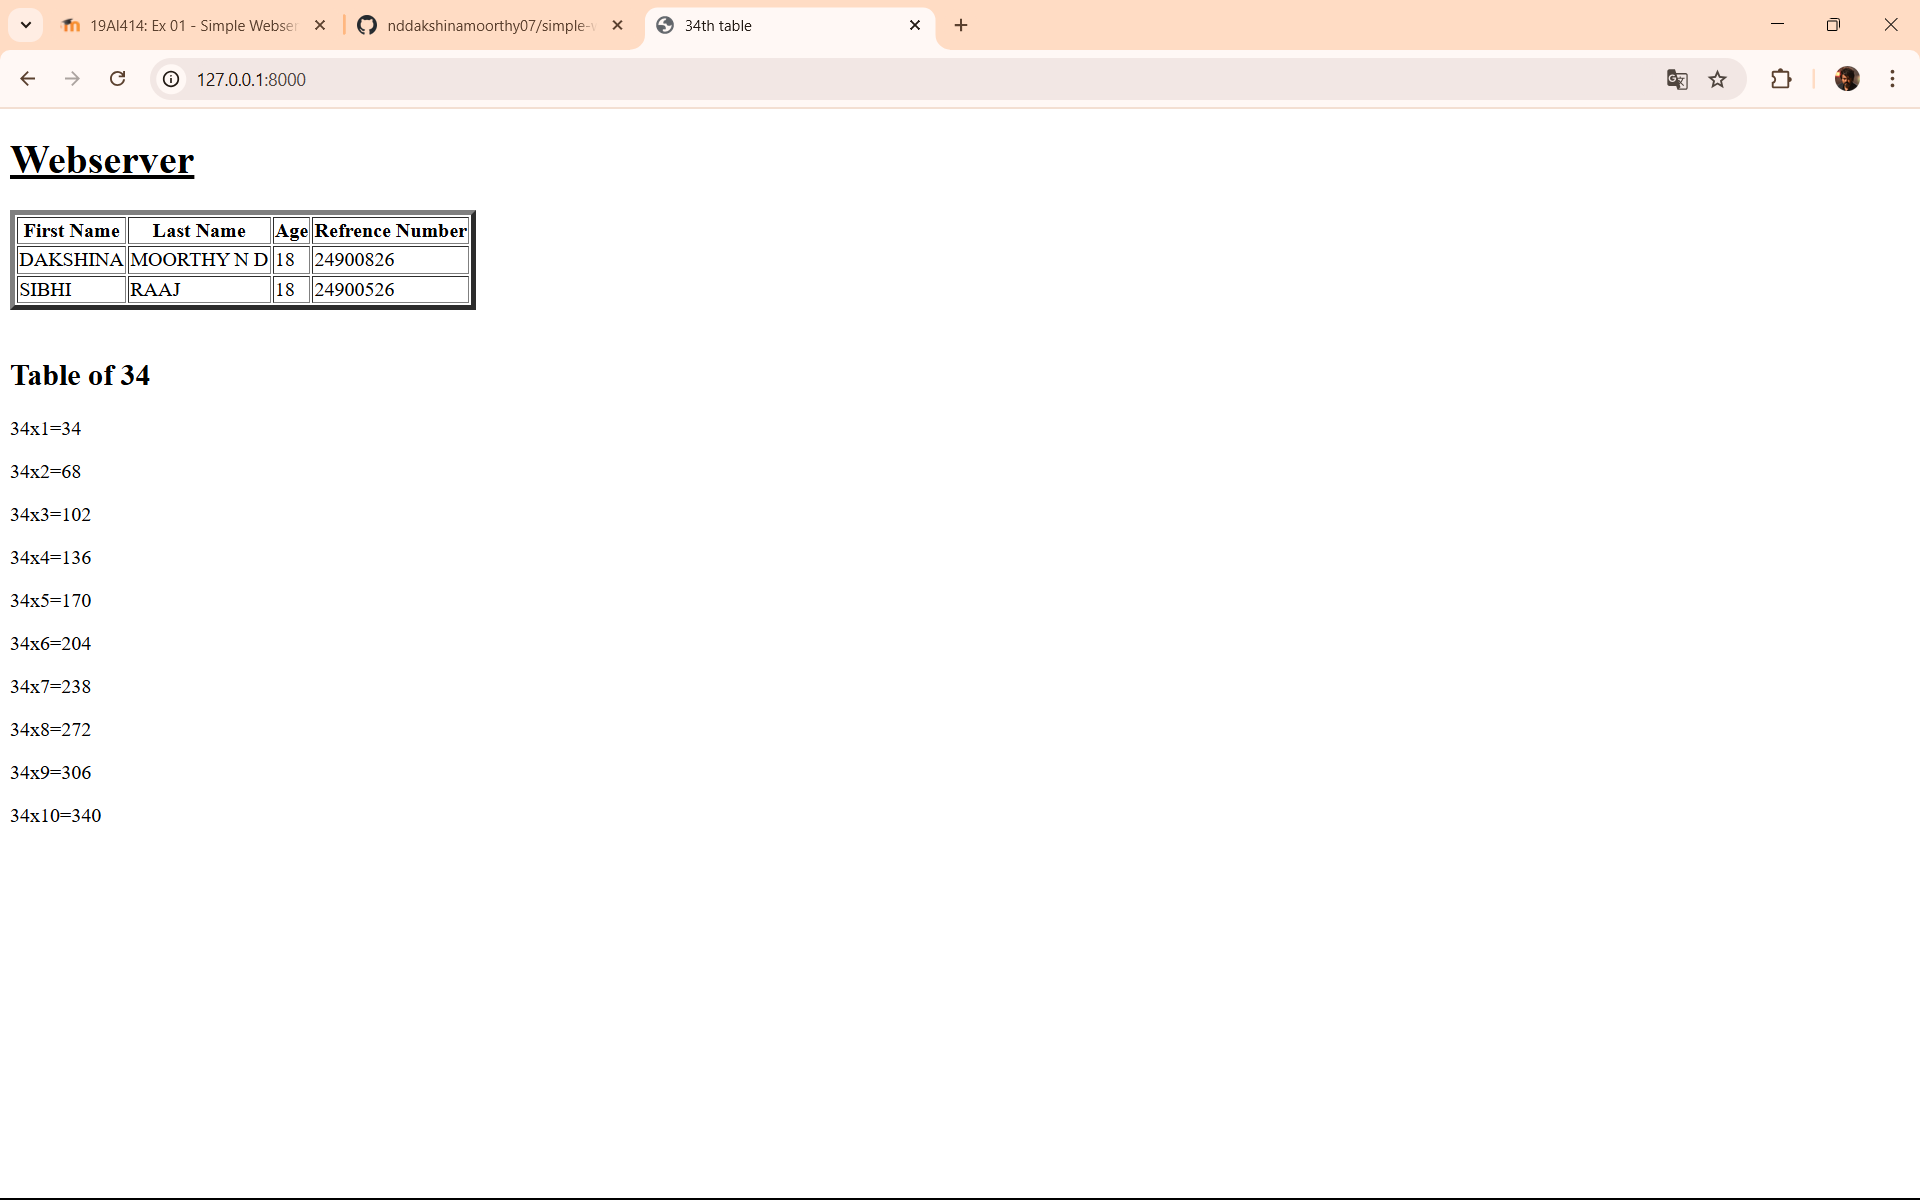 19AI414: Ex 01 - Simple Webser
nddakshinamoorthy07/simple-w
34th table
127.0.0.1:8000
Webserver
First Name Last Name Age Refrence Number
DAKSHINA MOORTHY N D 18 24900826
SIBHI RAAJ 18 24900526
Table of 34
34x1=34
34x2=68
34x3=102
34x4=136
34x5=170
34x6=204
34x7=238
34x8=272
34x9=306
34x10=340